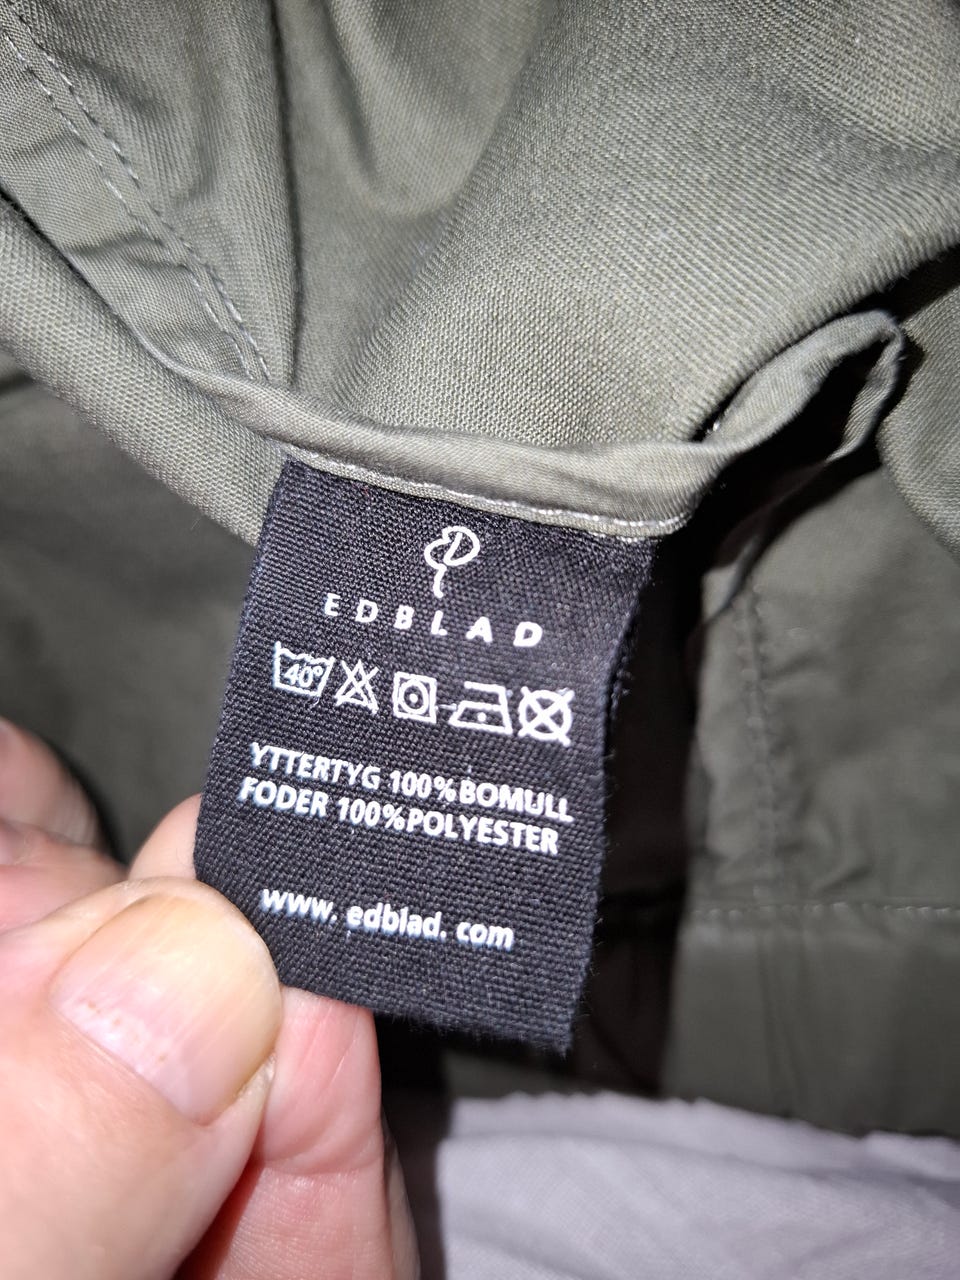 EDBLAD
40°
YTTERTYG 100% BOMULL
FODER 100% POLYESTER
www. edblad. com